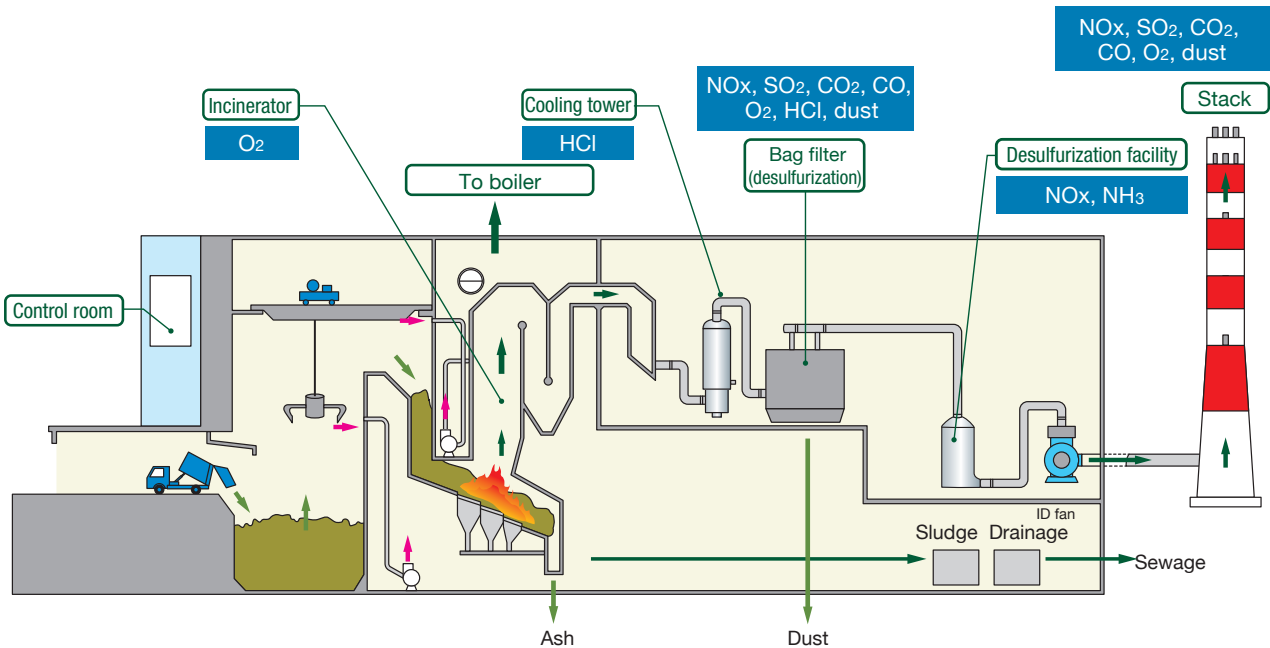 NOx, SO₂, CO₂,
CO, O₂, dust
Stack
Incinerator
O₂
Cooling tower
HCl
NOx, SO₂, CO₂, CO,
O₂, HCl, dust
Bag filter
(desulfurization)
Desulfurization facility
NOx, NH₃
To boiler
Control room
ID fan
Sludge
Drainage
Sewage
Ash
Dust